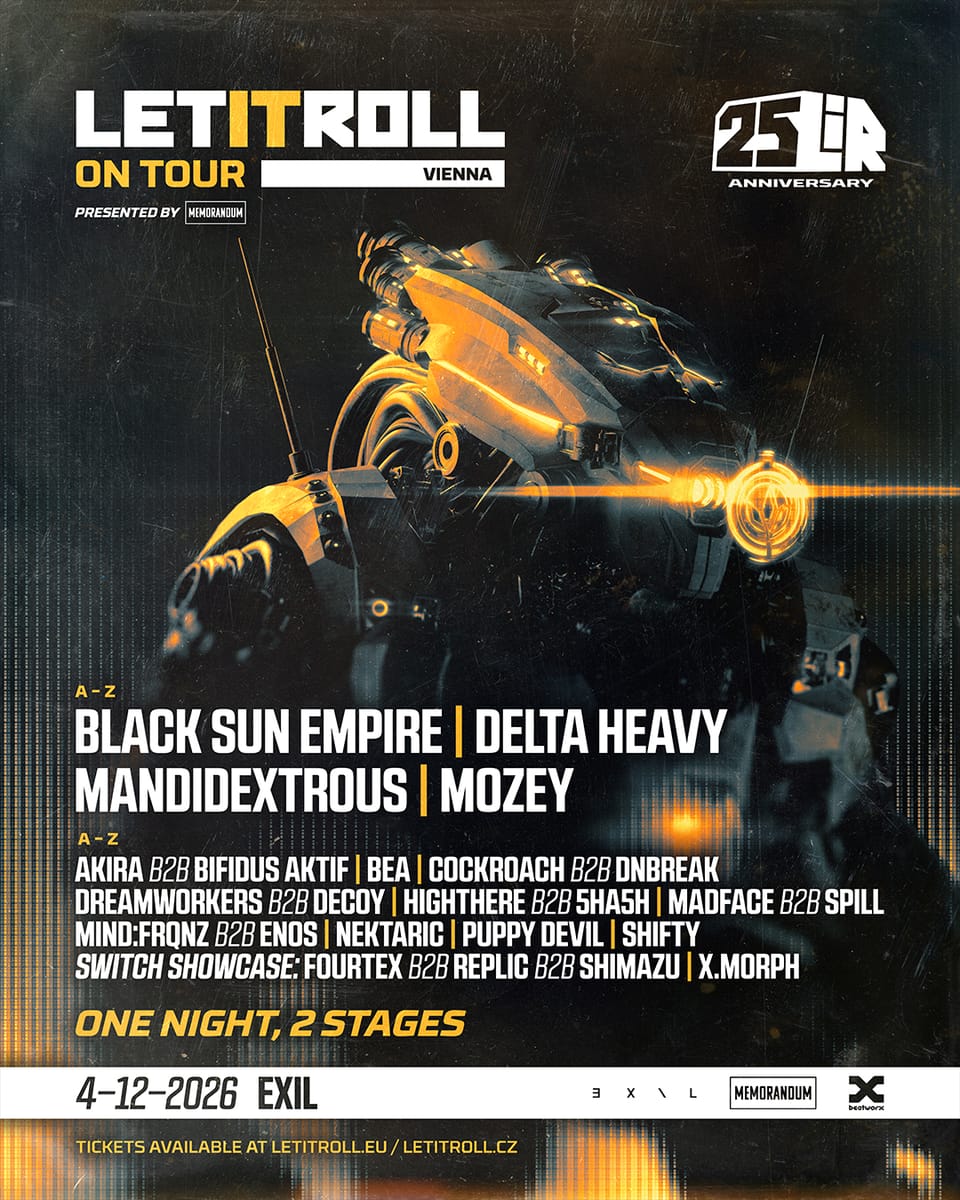 LETITROLL
ON TOUR VIENNA
PRESENTED BY MEMORANDUM
25 LIR
ANNIVERSARY
A-Z
BLACK SUN EMPIRE | DELTA HEAVY
MANDIDEXTROUS | MOZEY
A-Z
AKIRA B2B BIFIDUS AKTIF | BEA | COCKROACH B2B DNBREAK
DREAMWORKERS B2B DECOY | HIGHTHERE B2B 5HA5H | MADFACE B2B SPILL
MIND:FRQNZ B2B ENOS | NEKTARIC | PUPPY DEVIL | SHIFTY
SWITCH SHOWCASE: FOURTEX B2B REPLIC B2B SHIMAZU | X.MORPH
ONE NIGHT, 2 STAGES
4-12-2026 EXIL
Ǝ X \ L MEMORANDUM beatworx
TICKETS AVAILABLE AT LETITROLL.EU / LETITROLL.CZ